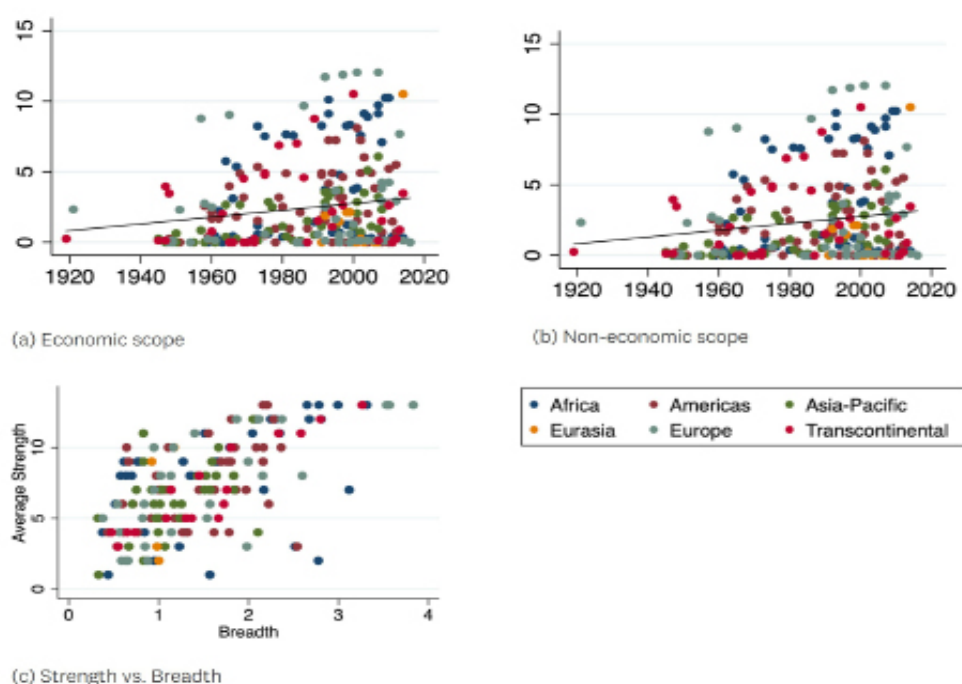 15
10
5
0
1920 1940 1960 1980 2000 2020
(a) Economic scope
15
10
5
0
1920 1940 1960 1980 2000 2020
(b) Non-economic scope
Average Strength
10
5
0
0 1 2 3 4
Breadth
(c) Strength vs. Breadth
Africa Americas Asia-Pacific
Eurasia Europe Transcontinental